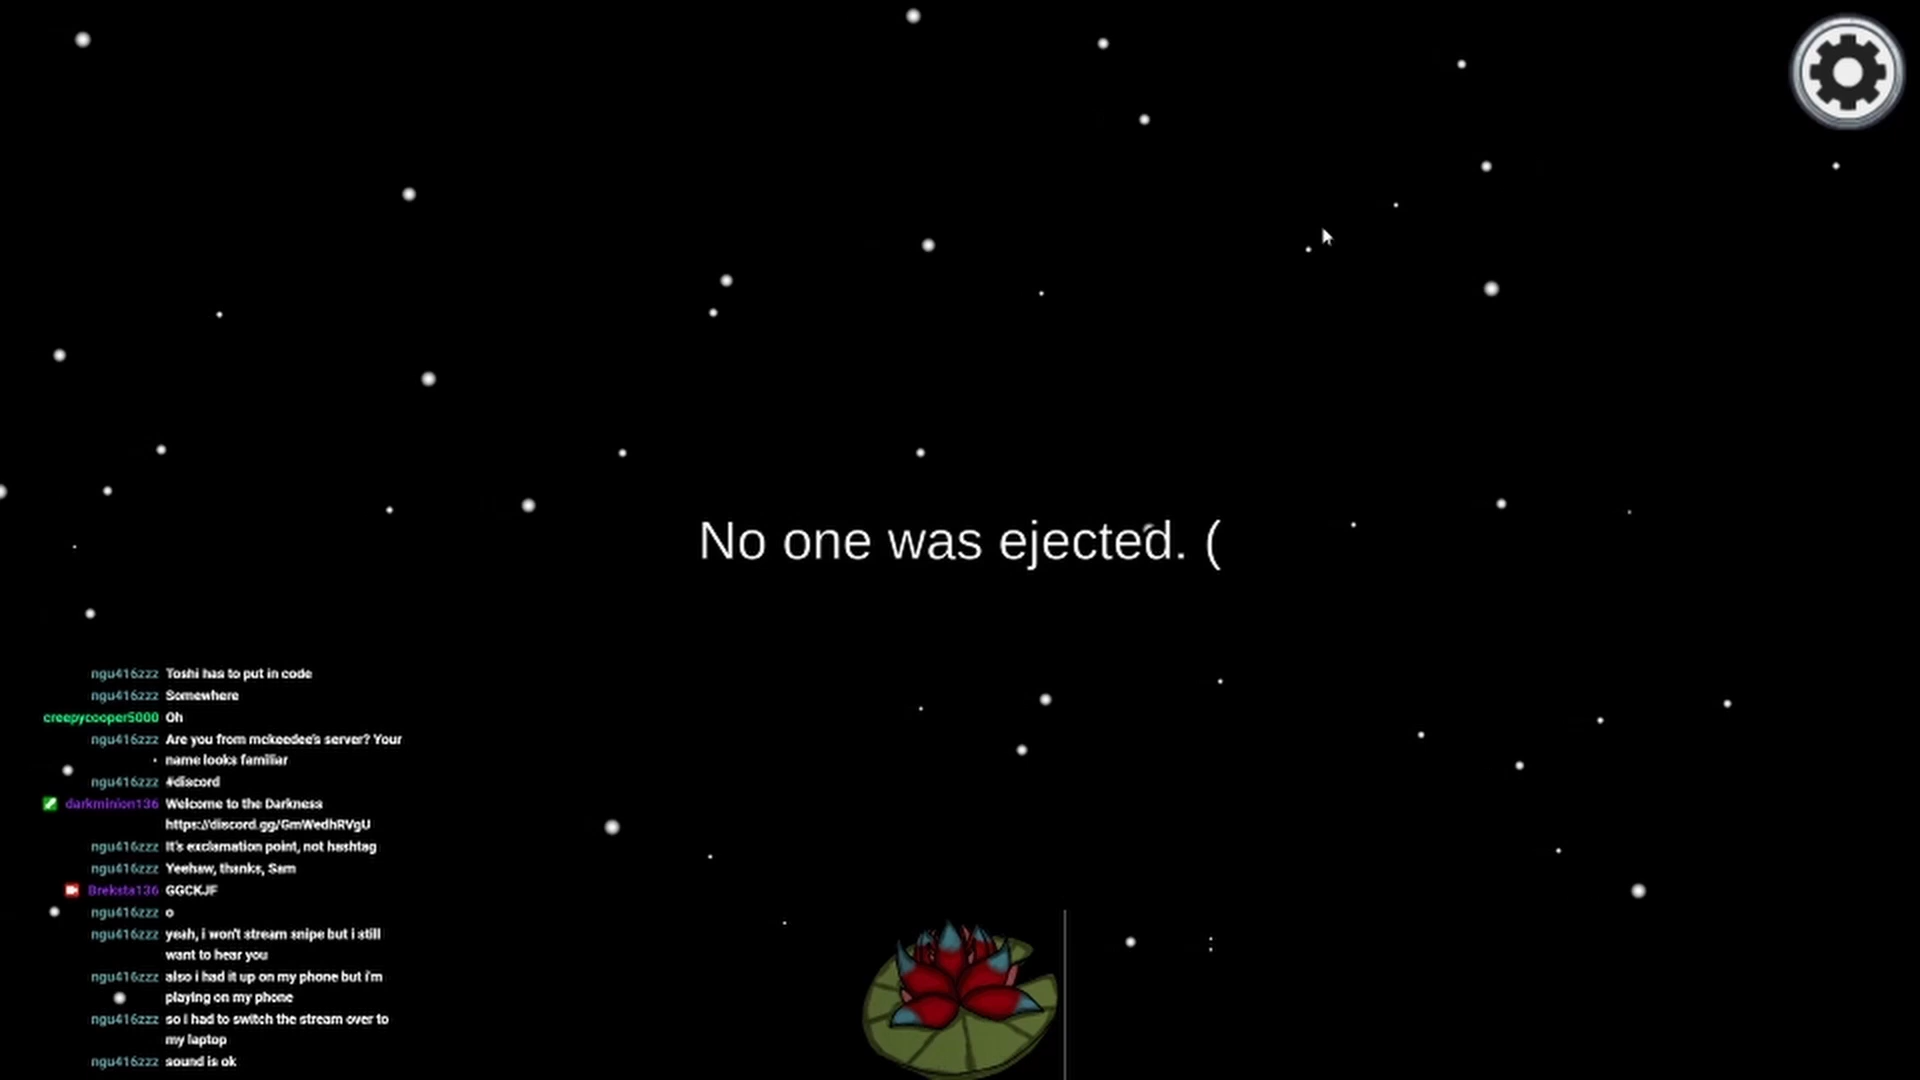 No one was ejected. (
ngu416zzz Toshi has to put in code
ngu416zzz Somewhere
creepycooper5000 Oh
ngu416zzz Are you from mckeedee's server? Your
name looks familiar
ngu416zzz #discord
darkminion136 Welcome to the Darkness
https://discord.gg/GmWedhRVgU
ngu416zzz It's exclamation point, not hashtag
ngu416zzz Yeehaw, thanks, Sam
Breksta136 GGCKJF
ngu416zzz o
ngu416zzz yeah, i won't stream snipe but i still
want to hear you
ngu416zzz also i had it up on my phone but i'm
playing on my phone
ngu416zzz so i had to switch the stream over to
my laptop
ngu416zzz sound is ok